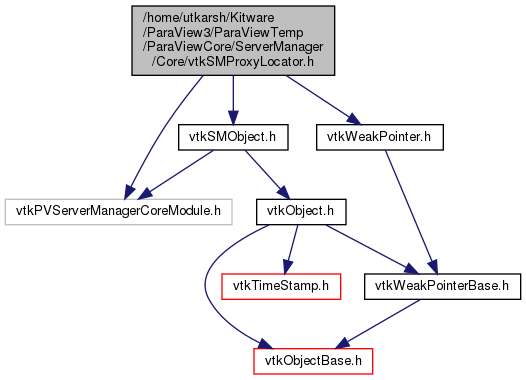 /home/utkarsh/Kitware
/ParaView3/ParaViewTemp
/ParaViewCore/ServerManager
/Core/vtkSMProxyLocator.h
vtkSMObject.h
vtkWeakPointer.h
vtkPVServerManagerCoreModule.h
vtkObject.h
vtkTimeStamp.h
vtkWeakPointerBase.h
vtkObjectBase.h